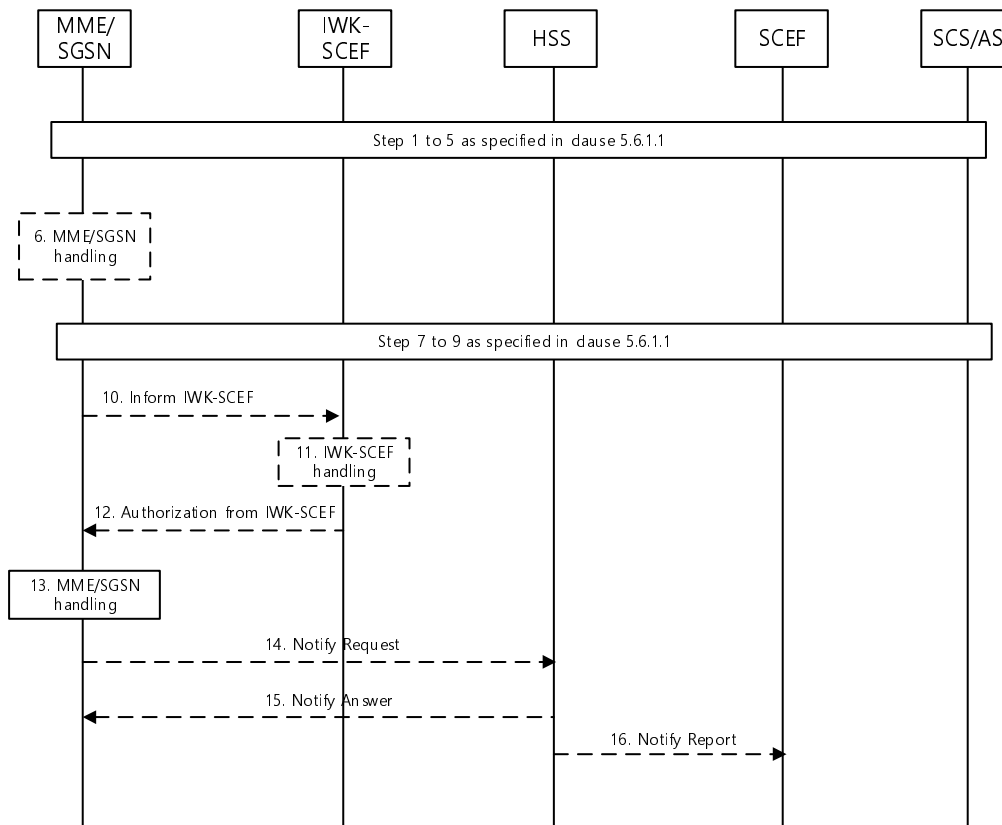 MME/
SGSN
IWK-
SCEF
HSS
SCEF
SCS/AS
Step 1 to 5 as specified in clause 5.6.1.1
6. MME/SGSN
handling
Step 7 to 9 as specified in clause 5.6.1.1
10. Inform IWK-SCEF
11. IWK-SCEF
handling
12. Authorization from IWK-SCEF
13. MME/SGSN
handling
14. Notify Request
15. Notify Answer
16. Notify Report